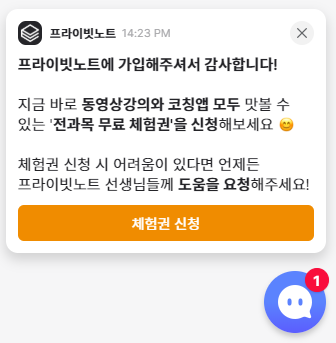 프라이빗노트 14:23 PM
프라이빗노트에 가입해주셔서 감사합니다!
지금 바로 동영상강의와 코칭앱 모두 맛볼 수
있는 '전과목 무료 체험권'을 신청해보세요 😊
체험권 신청 시 어려움이 있다면 언제든
프라이빗노트 선생님들께 도움을 요청해주세요!
체험권 신청
1